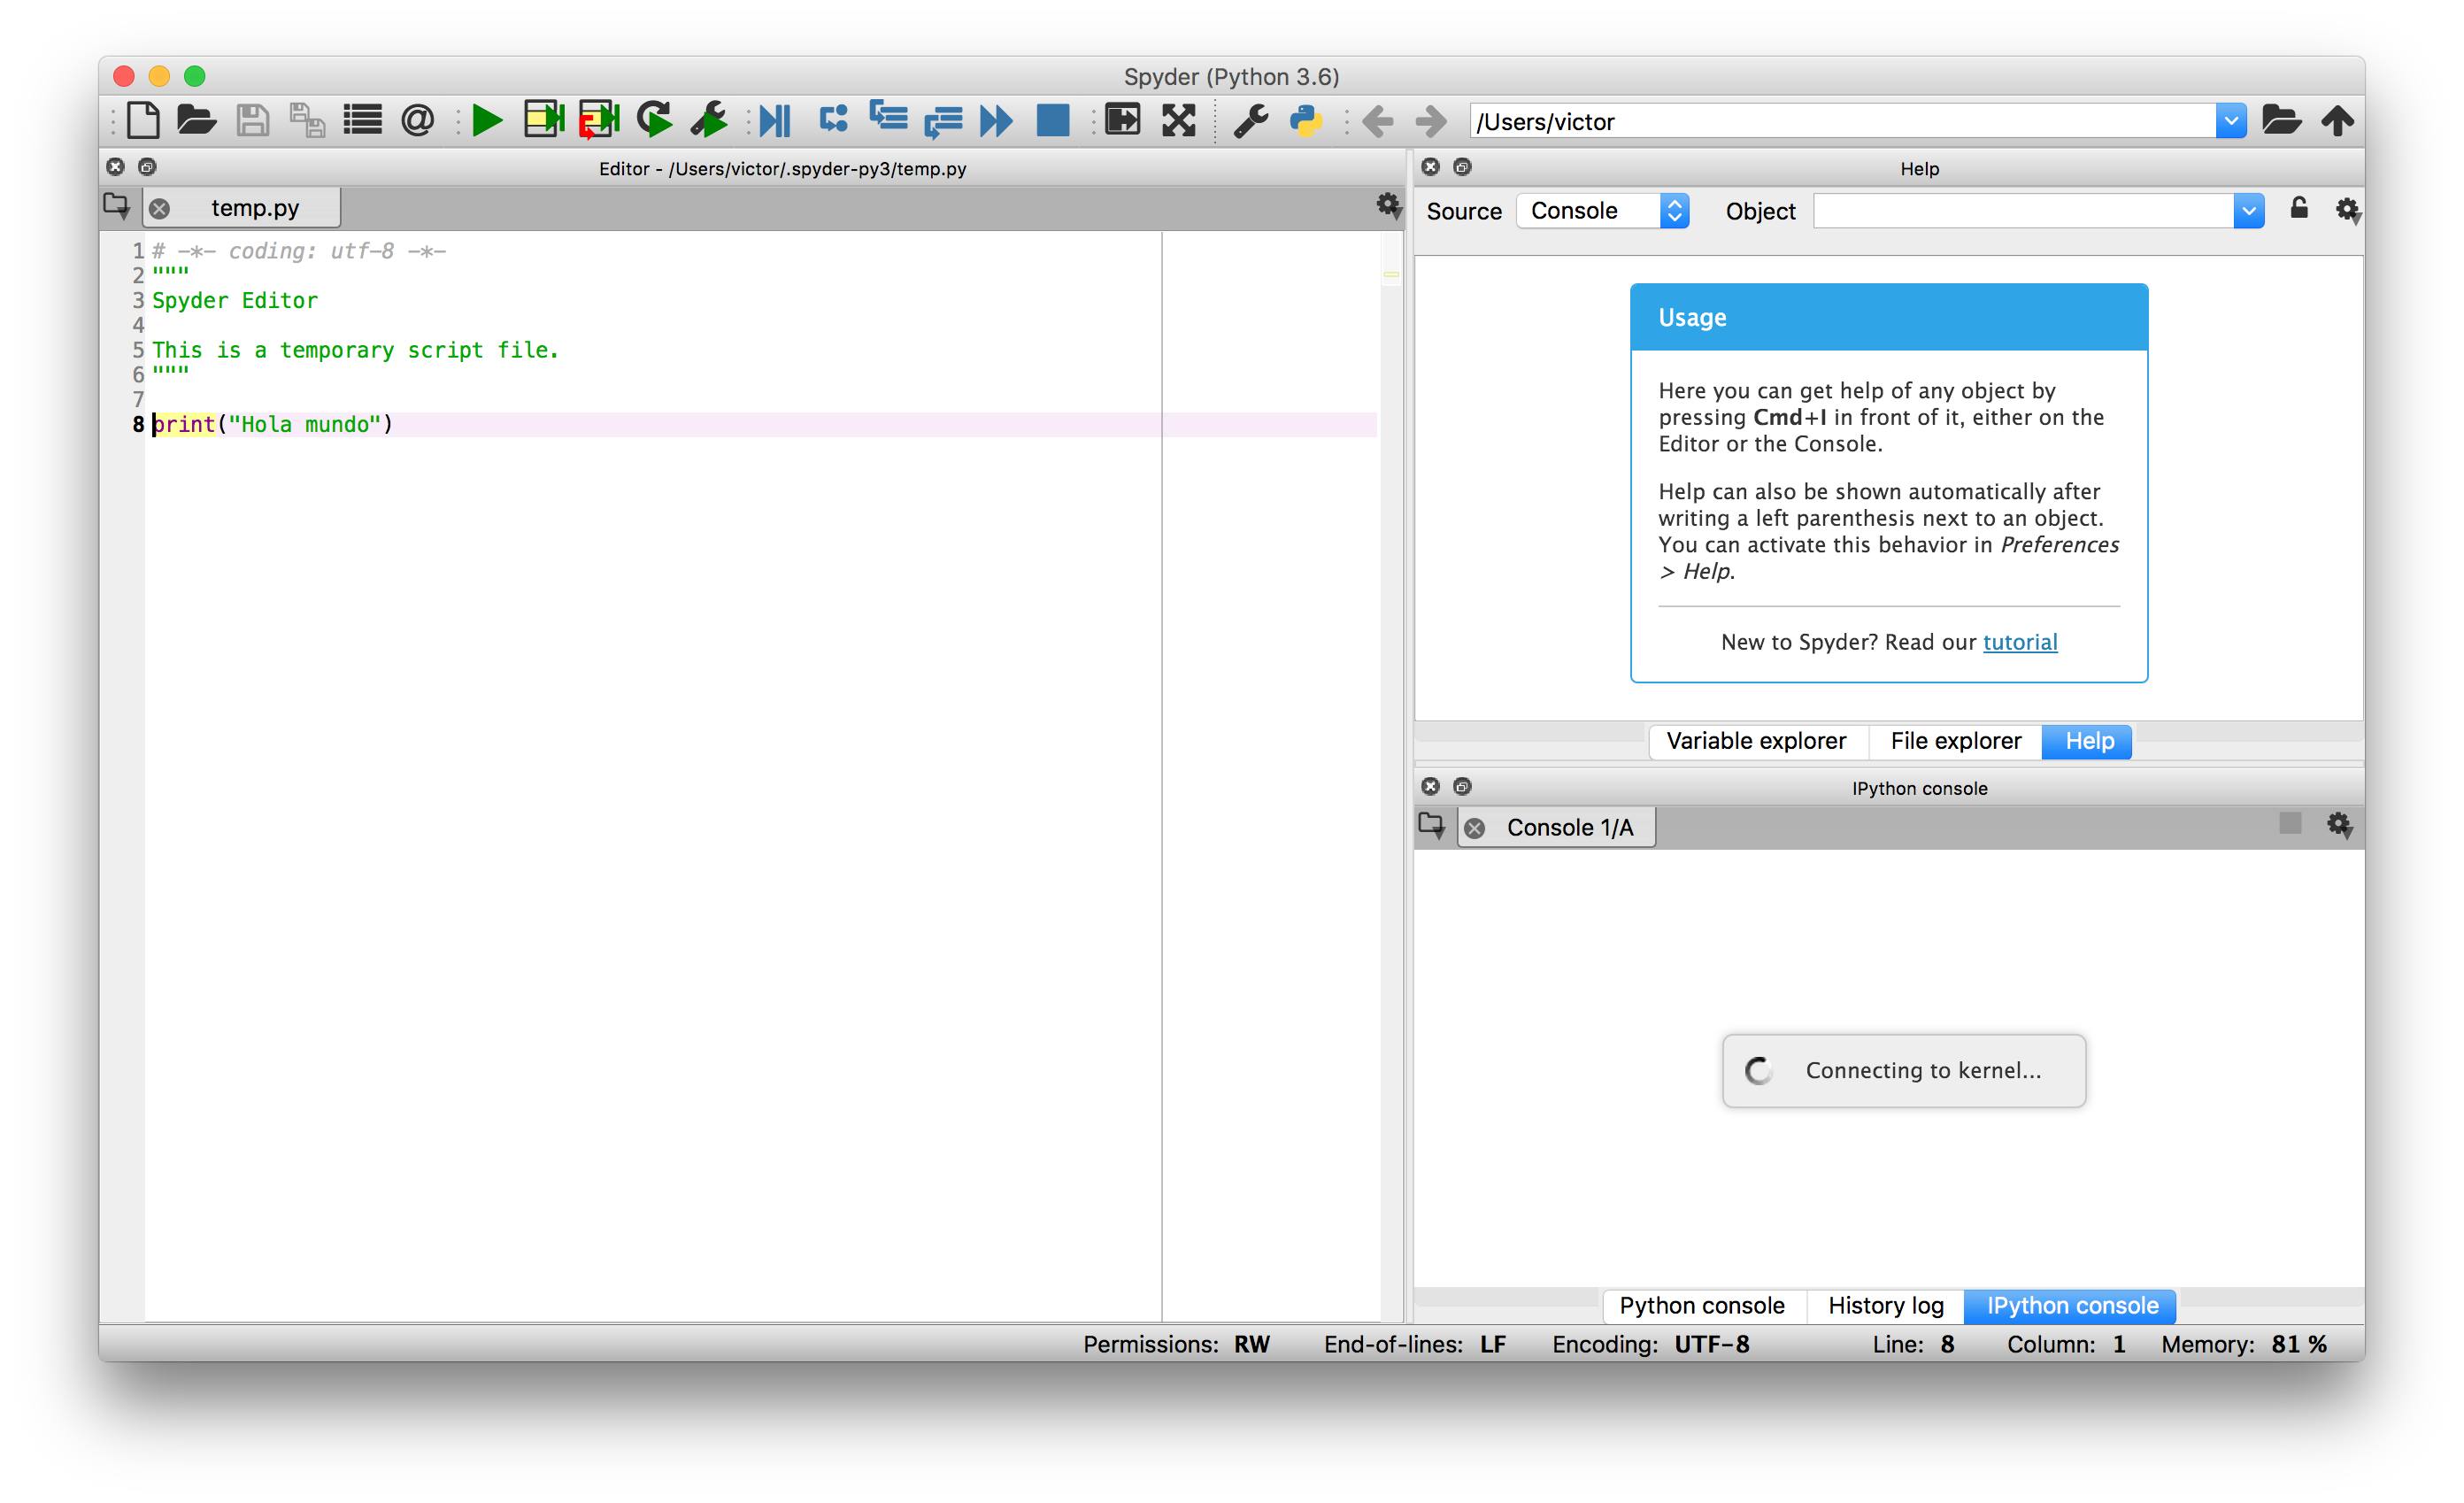 Spyder (Python 3.6)
@
/Users/victor
Editor - /Users/victor/.spyder-py3/temp.py
temp.py
1 # -*- coding: utf-8 -*-
2 """
3 Spyder Editor
4
5 This is a temporary script file.
6 """
7
8 print("Hola mundo")
Help
Source Console Object
Usage
Here you can get help of any object by
pressing Cmd+I in front of it, either on the
Editor or the Console.
Help can also be shown automatically after
writing a left parenthesis next to an object.
You can activate this behavior in Preferences
> Help.
New to Spyder? Read our tutorial
Variable explorer File explorer Help
IPython console
Console 1/A
Connecting to kernel...
Python console History log IPython console
Permissions: RW End-of-lines: LF Encoding: UTF-8 Line: 8 Column: 1 Memory: 81 %